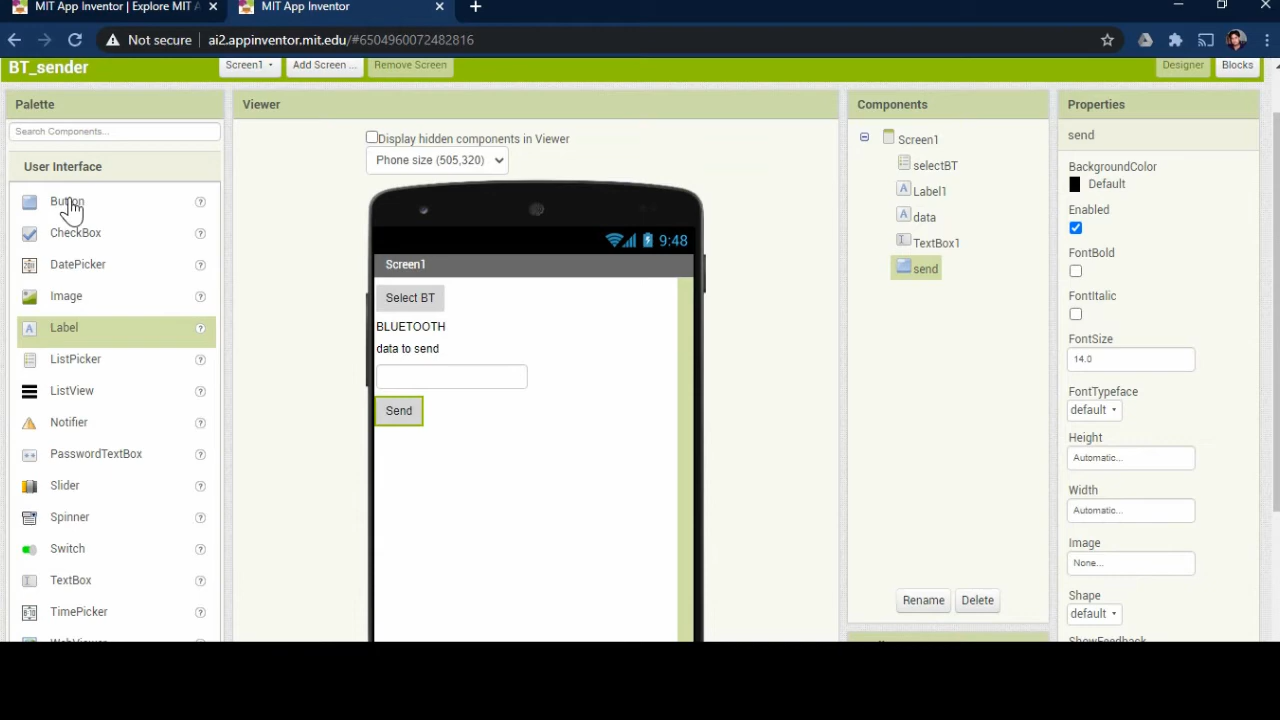 MIT App Inventor | Explore MIT A
MIT App Inventor
Not secure
ai2.appinventor.mit.edu/#6504960072482816
BT_sender
Screen1
Add Screen ...
Remove Screen
Designer
Blocks
Palette
Search Components...
User Interface
Button
CheckBox
DatePicker
Image
Label
ListPicker
ListView
Notifier
PasswordTextBox
Slider
Spinner
Switch
TextBox
TimePicker
WebViewer
Viewer
Display hidden components in Viewer
Phone size (505,320)
9:48
Screen1
Select BT
BLUETOOTH
data to send
Send
Components
Screen1
selectBT
Label1
data
TextBox1
send
Rename
Delete
Properties
send
BackgroundColor
Default
Enabled
FontBold
FontItalic
FontSize
14.0
FontTypeface
default
Height
Automatic...
Width
Automatic...
Image
None...
Shape
default
ShowFeedback